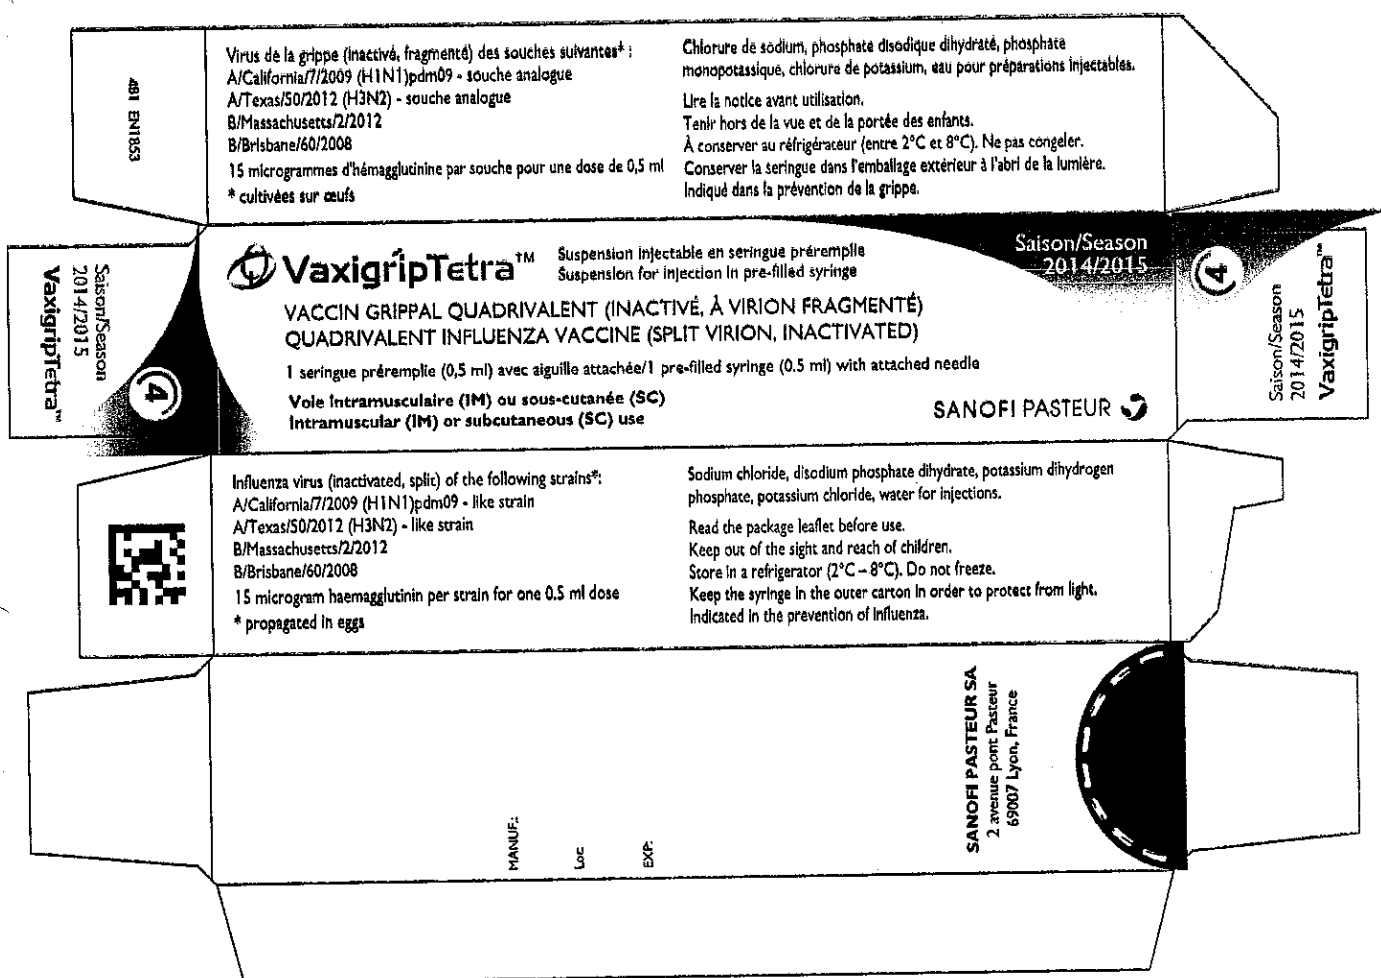 481 EN1853
Virus de la grippe (inactivé, fragmenté) des souches suivantes* :
A/California/7/2009 (H1N1)pdm09 - souche analogue
A/Texas/50/2012 (H3N2) - souche analogue
B/Massachusetts/2/2012
B/Brisbane/60/2008
15 microgrammes d'hémagglutinine par souche pour une dose de 0,5 ml
* cultivées sur œufs
Chlorure de sodium, phosphate disodique dihydraté, phosphate
monopotassique, chlorure de potassium, eau pour préparations injectables.
Lire la notice avant utilisation.
Tenir hors de la vue et de la portée des enfants.
À conserver au réfrigérateur (entre 2°C et 8°C). Ne pas congeler.
Conserver la seringue dans l'emballage extérieur à l'abri de la lumière.
Indiqué dans la prévention de la grippe.
Saison/Season
2014/2015
VaxigripTetra™
4
VaxigripTetra™
Suspension injectable en seringue préremplie
Suspension for injection in pre-filled syringe
Saison/Season
2014/2015
VACCIN GRIPPAL QUADRIVALENT (INACTIVÉ, À VIRION FRAGMENTÉ)
QUADRIVALENT INFLUENZA VACCINE (SPLIT VIRION, INACTIVATED)
1 seringue préremplie (0,5 ml) avec aiguille attachée/1 pre-filled syringe (0.5 ml) with attached needle
Voie intramusculaire (IM) ou sous-cutanée (SC)
Intramuscular (IM) or subcutaneous (SC) use
SANOFI PASTEUR
4
Saison/Season
2014/2015
VaxigripTetra™
Influenza virus (inactivated, split) of the following strains*:
A/California/7/2009 (H1N1)pdm09 - like strain
A/Texas/50/2012 (H3N2) - like strain
B/Massachusetts/2/2012
B/Brisbane/60/2008
15 microgram haemagglutinin per strain for one 0.5 ml dose
* propagated in eggs
Sodium chloride, disodium phosphate dihydrate, potassium dihydrogen
phosphate, potassium chloride, water for injections.
Read the package leaflet before use.
Keep out of the sight and reach of children.
Store in a refrigerator (2°C – 8°C). Do not freeze.
Keep the syringe in the outer carton in order to protect from light.
Indicated in the prevention of influenza.
MANUF.:
Lot:
EXP:
SANOFI PASTEUR SA
2 avenue pont Pasteur
69007 Lyon, France